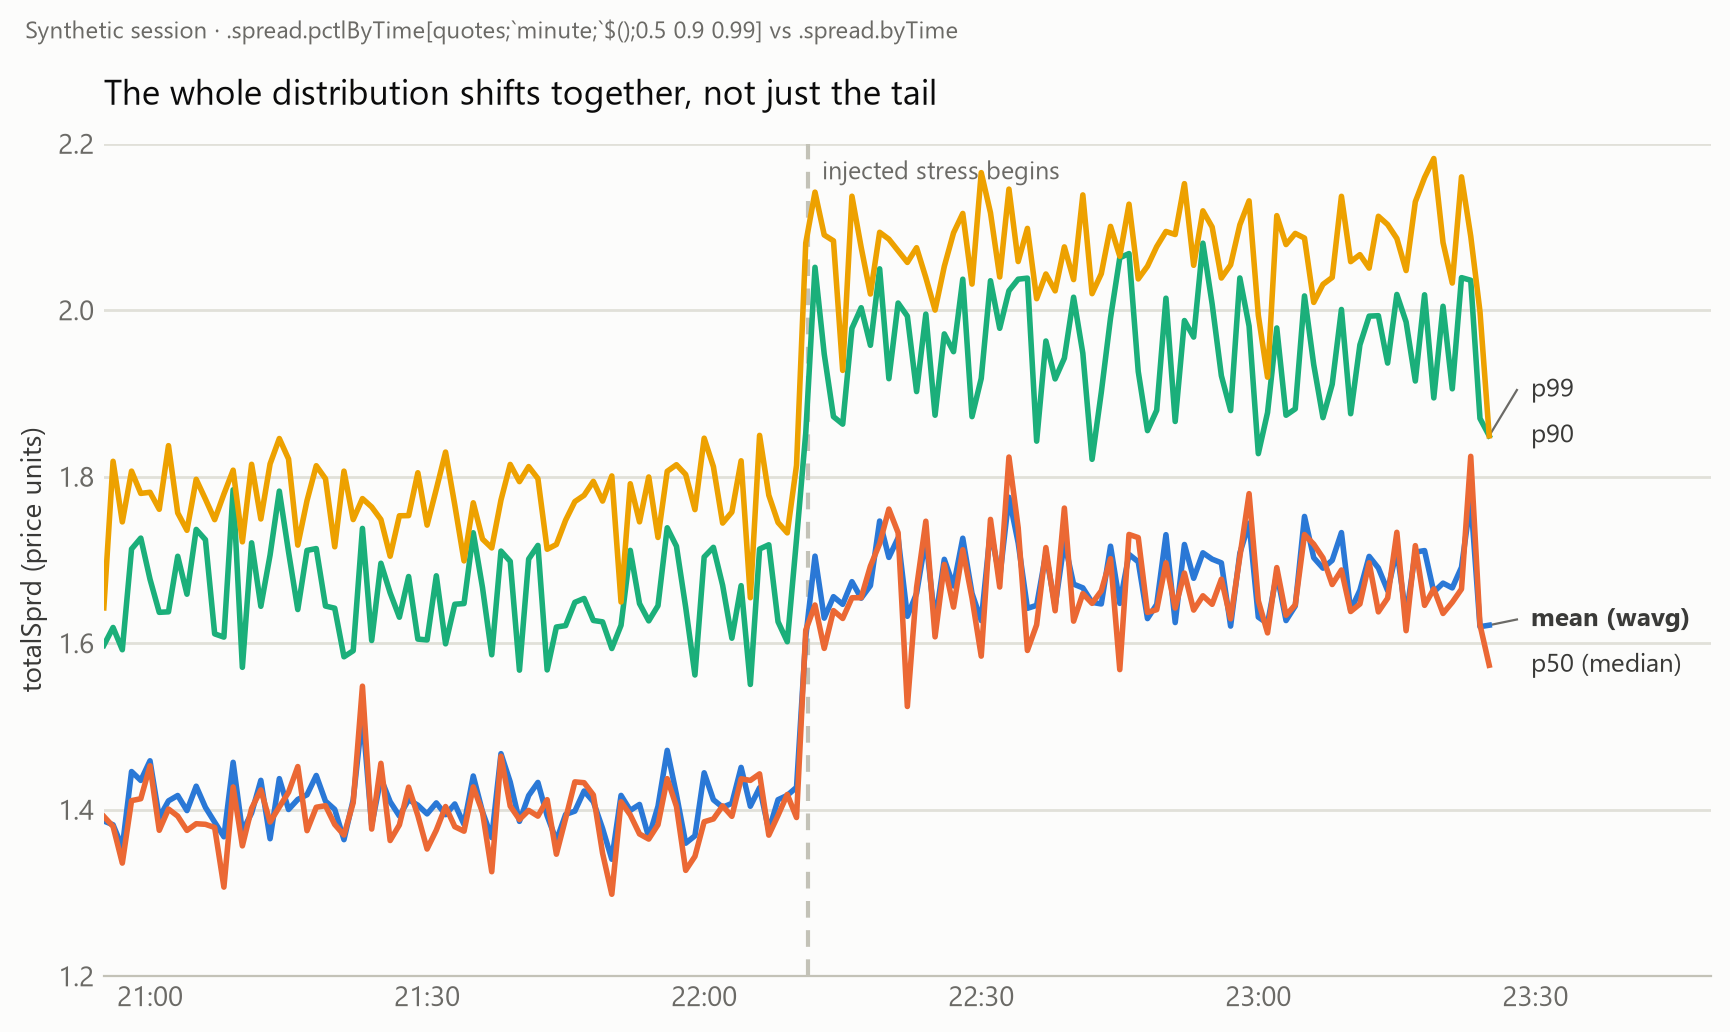 Synthetic session · .spread.pctlByTime[quotes;`minute;`$();0.5 0.9 0.99] vs .spread.byTime
The whole distribution shifts together, not just the tail
2.2
injected stress begins
2.0
p99
p90
1.8
totalSprd (price units)
mean (wavg)
1.6
p50 (median)
1.4
1.2
21:00 21:30 22:00 22:30 23:00 23:30